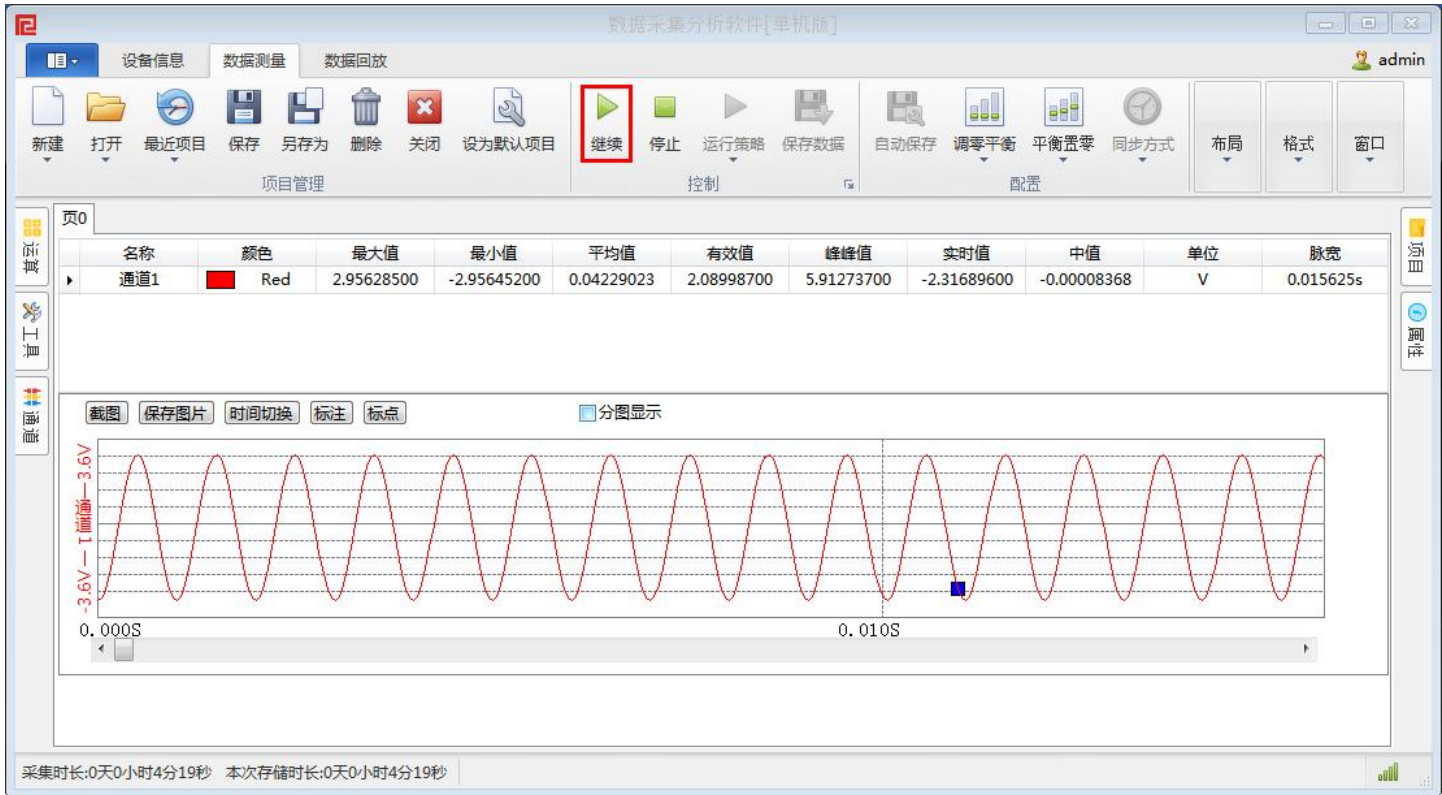 数据采集分析软件[单机版]
设备信息 数据测量 数据回放 admin
新建 打开 最近项目 保存 另存为 删除 关闭 设为默认项目 继续 停止 运行策略 保存数据 自动保存 调零平衡 平衡置零 同步方式 布局 格式 窗口
项目管理 控制 配置
页0
运算
工具
通道
项目
属性
名称 颜色 最大值 最小值 平均值 有效值 峰峰值 实时值 中值 单位 脉宽
通道1 Red 2.95628500 -2.95645200 0.04229023 2.08998700 5.91273700 -2.31689600 -0.00008368 V 0.015625s
截图 保存图片 时间切换 标注 标点 分图显示
-3.6V — 通道1 — 3.6V
0.000S 0.010S
采集时长:0天0小时4分19秒 本次存储时长:0天0小时4分19秒